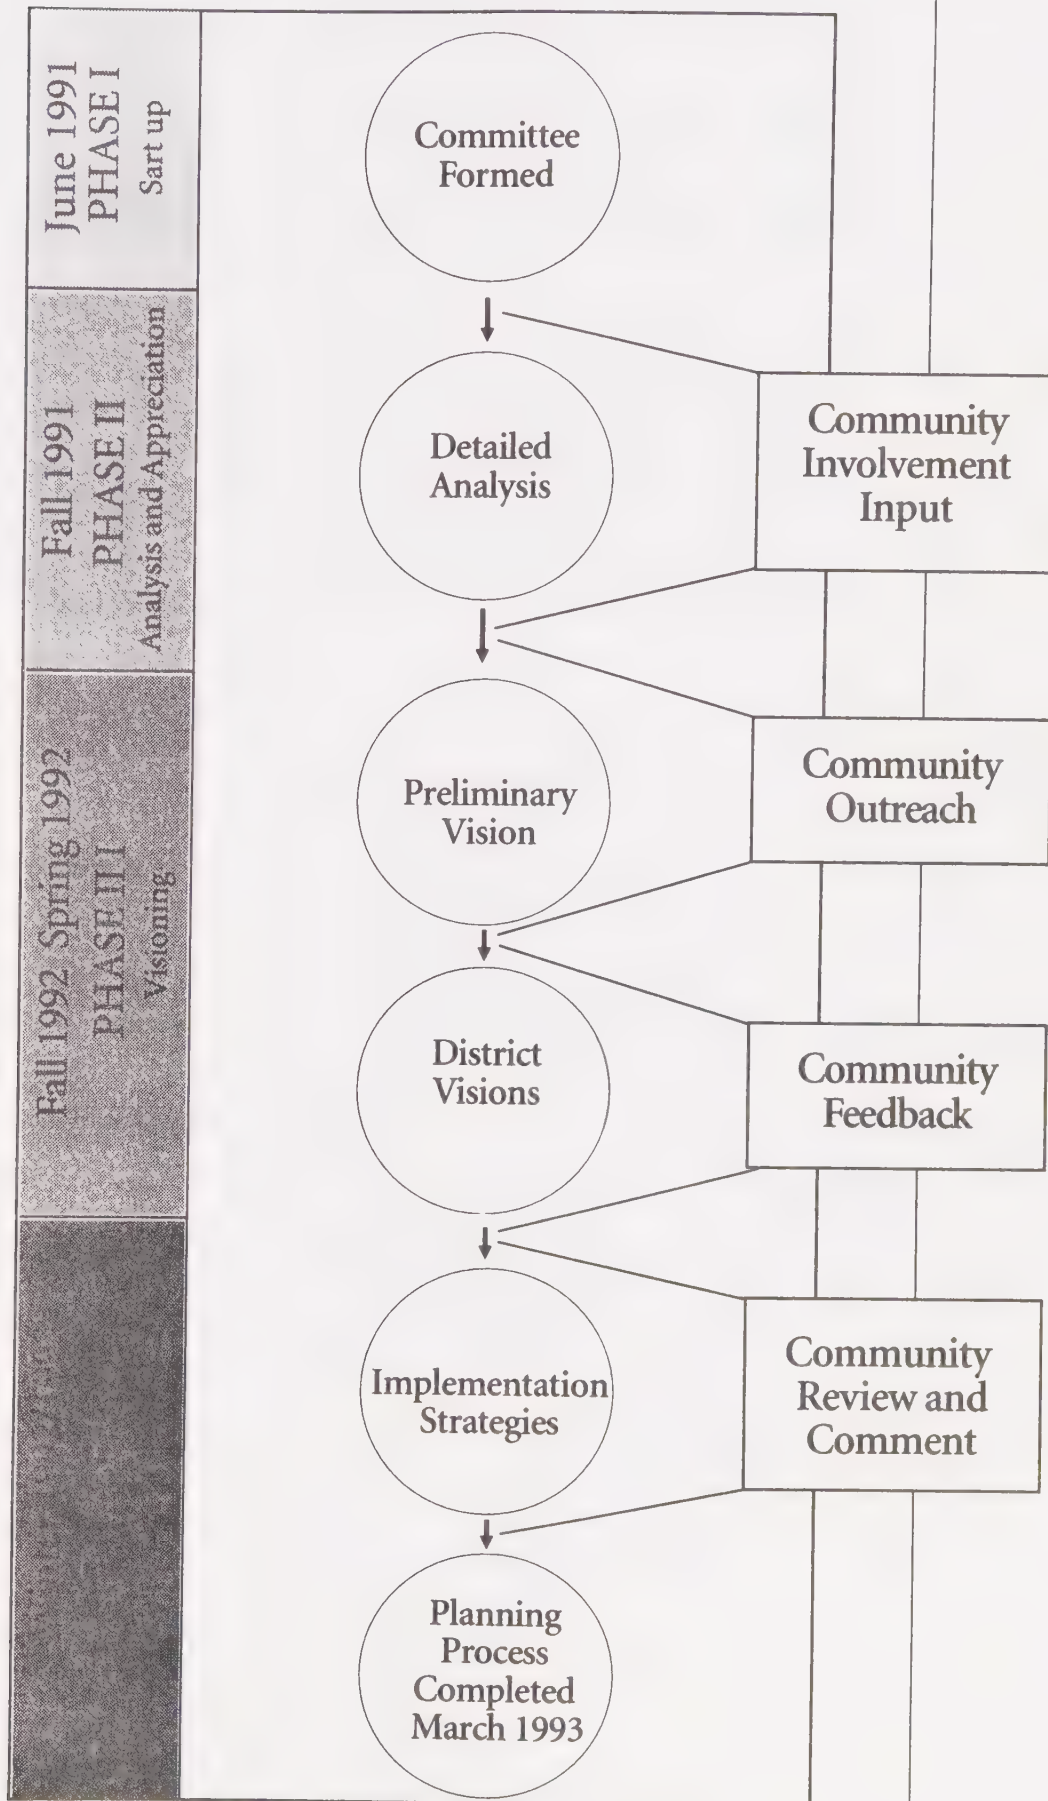 June 1991
PHASE I
Sart up
Committee
Formed
Fall 1991
PHASE II
Analysis and Appreciation
Detailed
Analysis
Community
Involvement
Input
Fall 1992 Spring 1992
PHASE II I
Visioning
Preliminary
Vision
Community
Outreach
District
Visions
Community
Feedback
Implementation
Strategies
Community
Review and
Comment
Planning
Process
Completed
March 1993